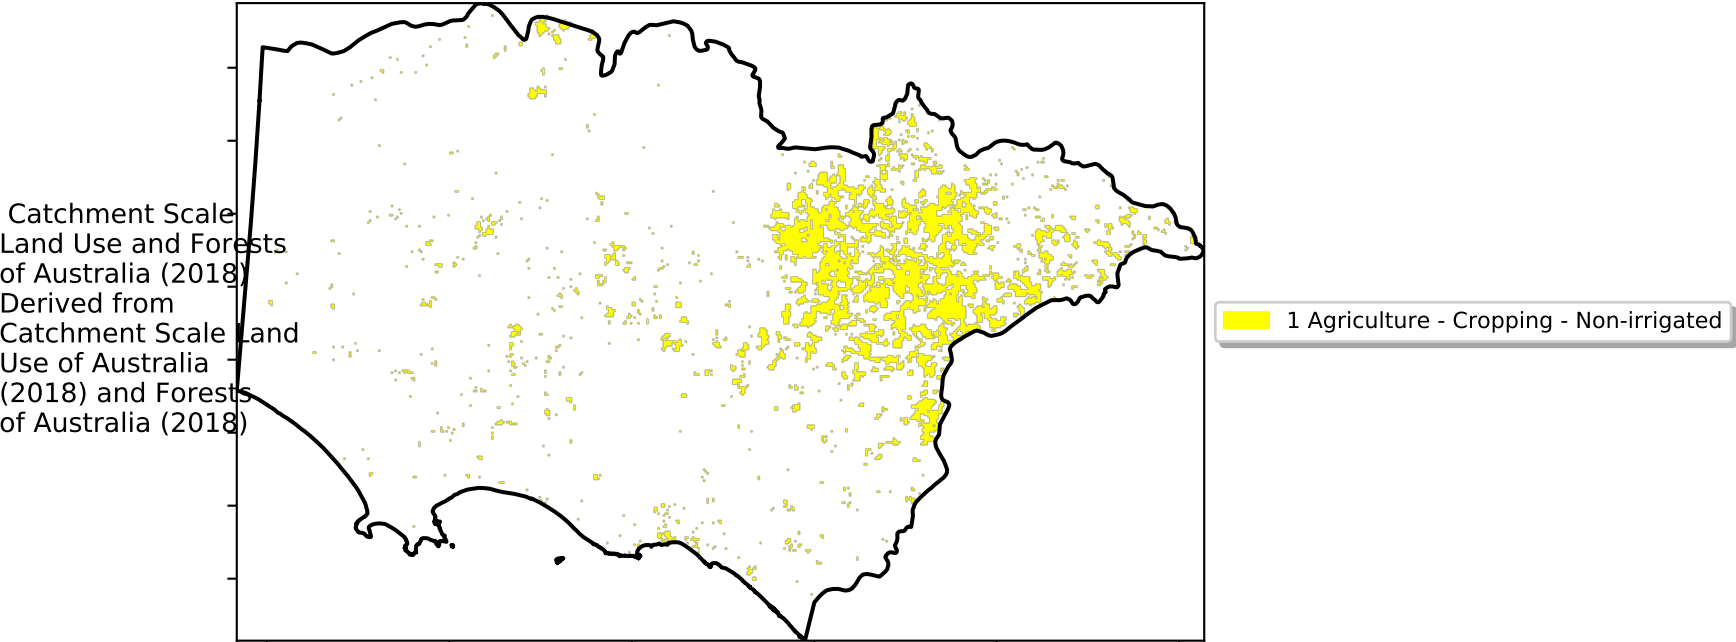 Catchment Scale
Land Use and Forests
of Australia (2018)
Derived from
Catchment Scale Land
Use of Australia
(2018) and Forests
of Australia (2018)
1 Agriculture - Cropping - Non-irrigated